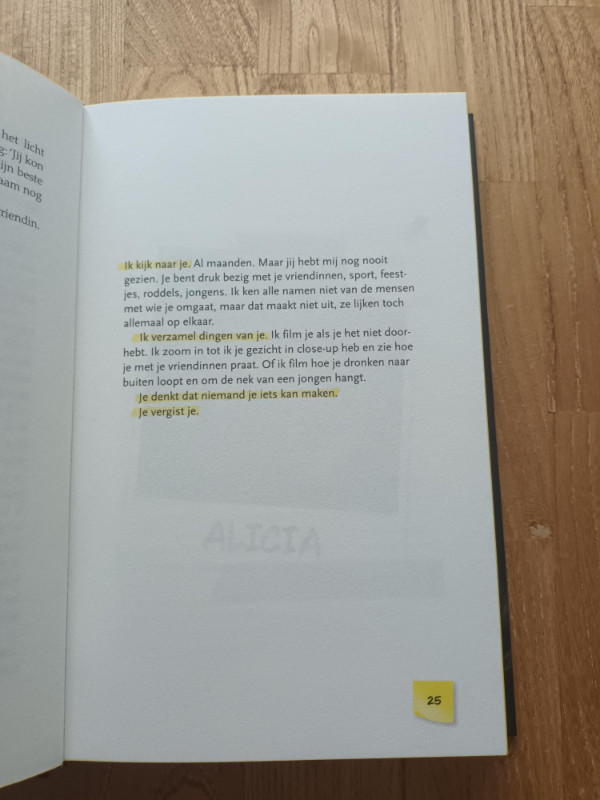 het licht
g: 'Jij kon
ijn beste
aam nog
riendin.
Ik kijk naar je. Al maanden. Maar jij hebt mij nog nooit
gezien. Je bent druk bezig met je vriendinnen, sport, feest-
jes, roddels, jongens. Ik ken alle namen niet van de mensen
met wie je omgaat, maar dat maakt niet uit, ze lijken toch
allemaal op elkaar.
Ik verzamel dingen van je. Ik film je als je het niet door-
hebt. Ik zoom in tot ik je gezicht in close-up heb en zie hoe
je met je vriendinnen praat. Of ik film hoe je dronken naar
buiten loopt en om de nek van een jongen hangt.
Je denkt dat niemand je iets kan maken.
Je vergist je.
ALICIA
25